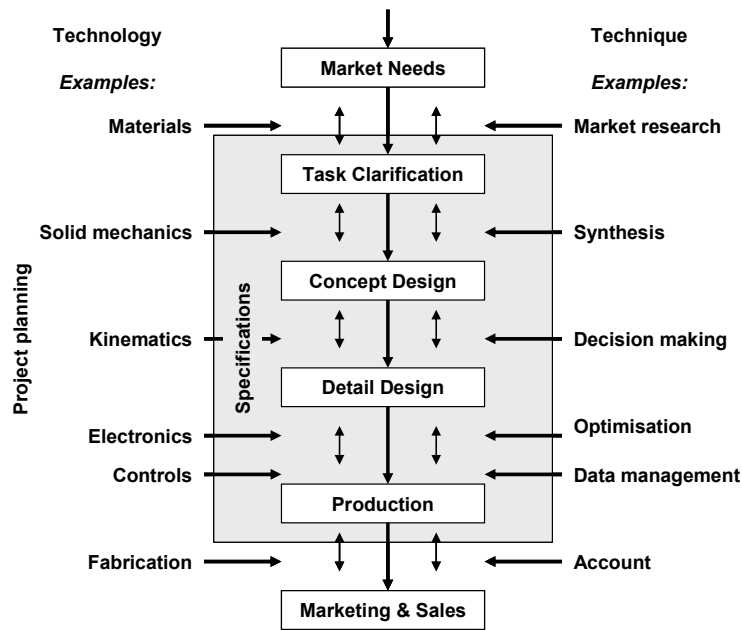 Technology
Technique
Market Needs
Examples:
Examples:
Materials
Market research
Task Clarification
Solid mechanics
Synthesis
Project planning
Specifications
Concept Design
Kinematics
Decision making
Detail Design
Electronics
Optimisation
Controls
Data management
Production
Fabrication
Account
Marketing & Sales